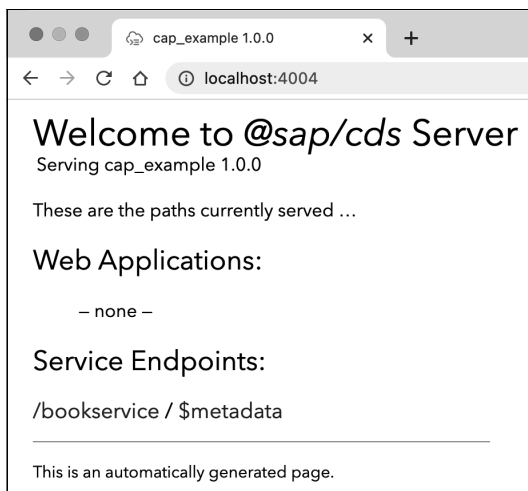 cap_example 1.0.0
localhost:4004
Welcome to @sap/cds Server
Serving cap_example 1.0.0
These are the paths currently served …
Web Applications:
– none –
Service Endpoints:
/bookservice / $metadata
This is an automatically generated page.